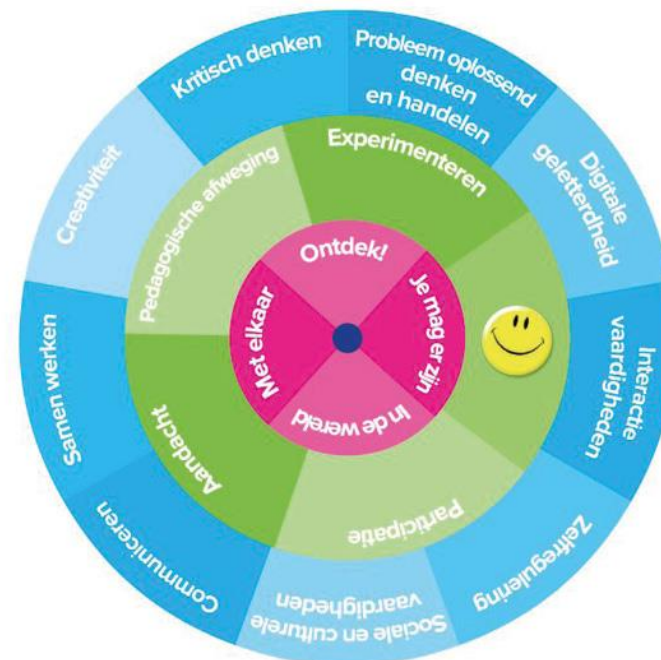 Kritisch denken
Probleem oplossend
denken
en handelen
Digitale
geletterdheid
Interactie
vaardigheden
Zelfregulering
Sociale en culturele
vaardigheden
Communiceren
Samen werken
Creativiteit
Pedagogische afweging
Experimenteren
Participatie
Aandacht
Ontdek!
Je mag er zijn
In de wereld
Met elkaar